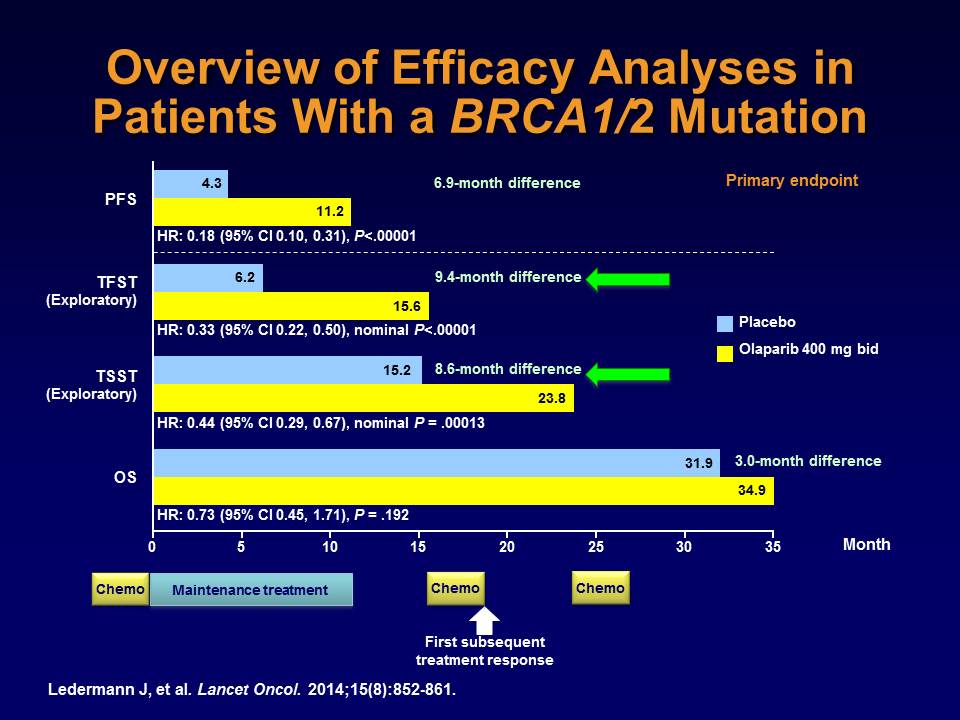 Overview of Efficacy Analyses in
Patients With a BRCA1/2 Mutation
Primary endpoint
PFS
4.3
6.9-month difference
11.2
HR: 0.18 (95% CI 0.10, 0.31), P<.00001
TFST
(Exploratory)
6.2
9.4-month difference
15.6
HR: 0.33 (95% CI 0.22, 0.50), nominal P<.00001
Placebo
Olaparib 400 mg bid
TSST
(Exploratory)
15.2
8.6-month difference
23.8
HR: 0.44 (95% CI 0.29, 0.67), nominal P = .00013
OS
31.9
3.0-month difference
34.9
HR: 0.73 (95% CI 0.45, 1.71), P = .192
0 5 10 15 20 25 30 35 Month
Chemo Maintenance treatment Chemo Chemo
First subsequent
treatment response
Ledermann J, et al. Lancet Oncol. 2014;15(8):852-861.